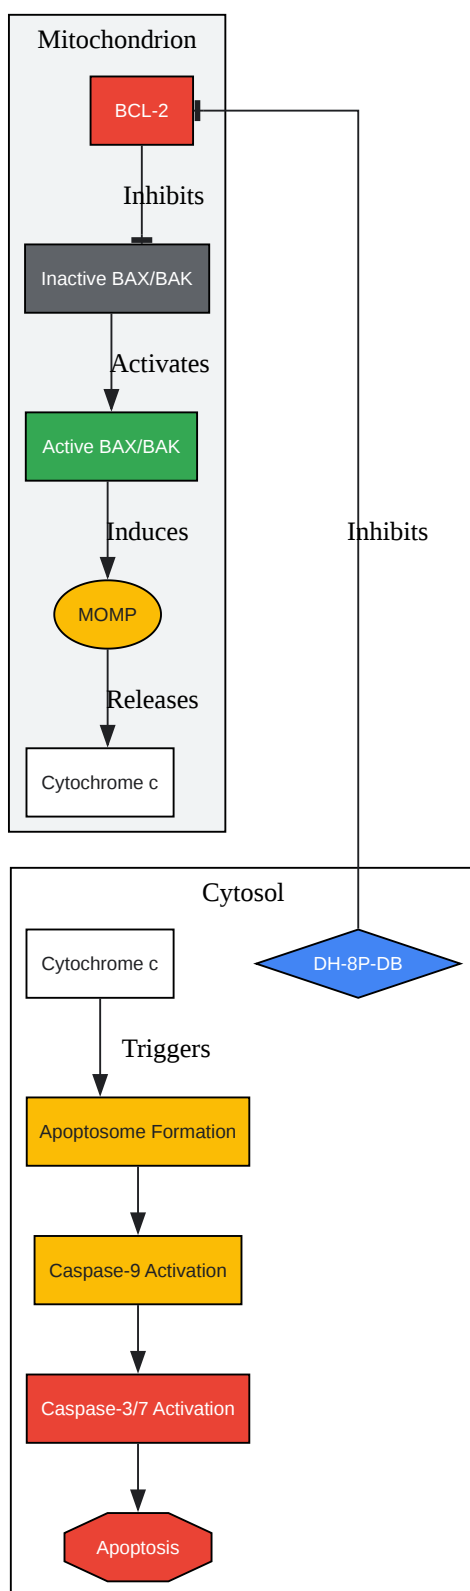 Mitochondrion
BCL-2
Inhibits
Inactive BAX/BAK
Activates
Active BAX/BAK
Induces
Inhibits
MOMP
Releases
Cytochrome c
Cytosol
Cytochrome c
DH-8P-DB
Triggers
Apoptosome Formation
Caspase-9 Activation
Caspase-3/7 Activation
Apoptosis